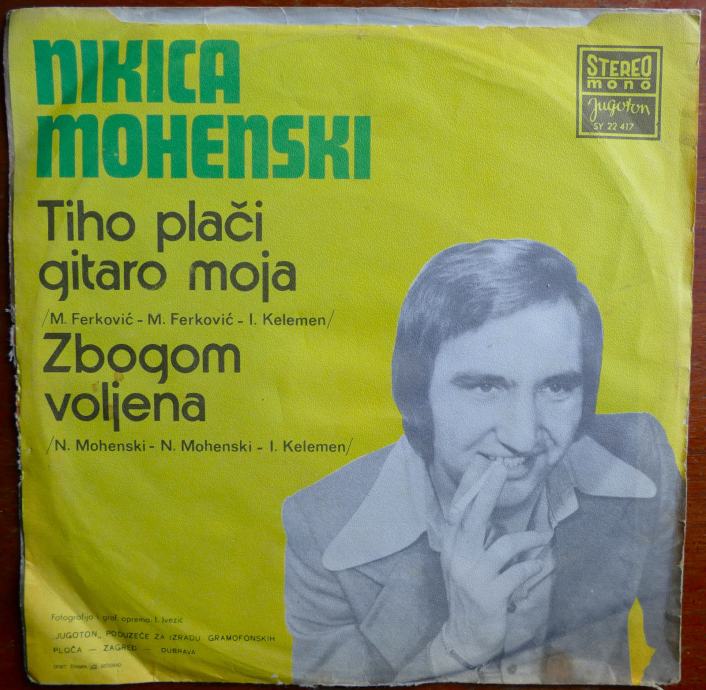 NIKICA
MOHENSKI
STEREO
mono
Jugoton
SY 22 417
Tiho plači
gitaro moja
/M. Ferković - M. Ferković - I. Kelemen/
Zbogom
voljena
/N. Mohenski - N. Mohenski - I. Kelemen/
Fotografija i graf. oprema: I. Ivezić
„JUGOTON„ PODUZEĆE ZA IZRADU GRAMOFONSKIH
PLOČA — ZAGREB — DUBRAVA